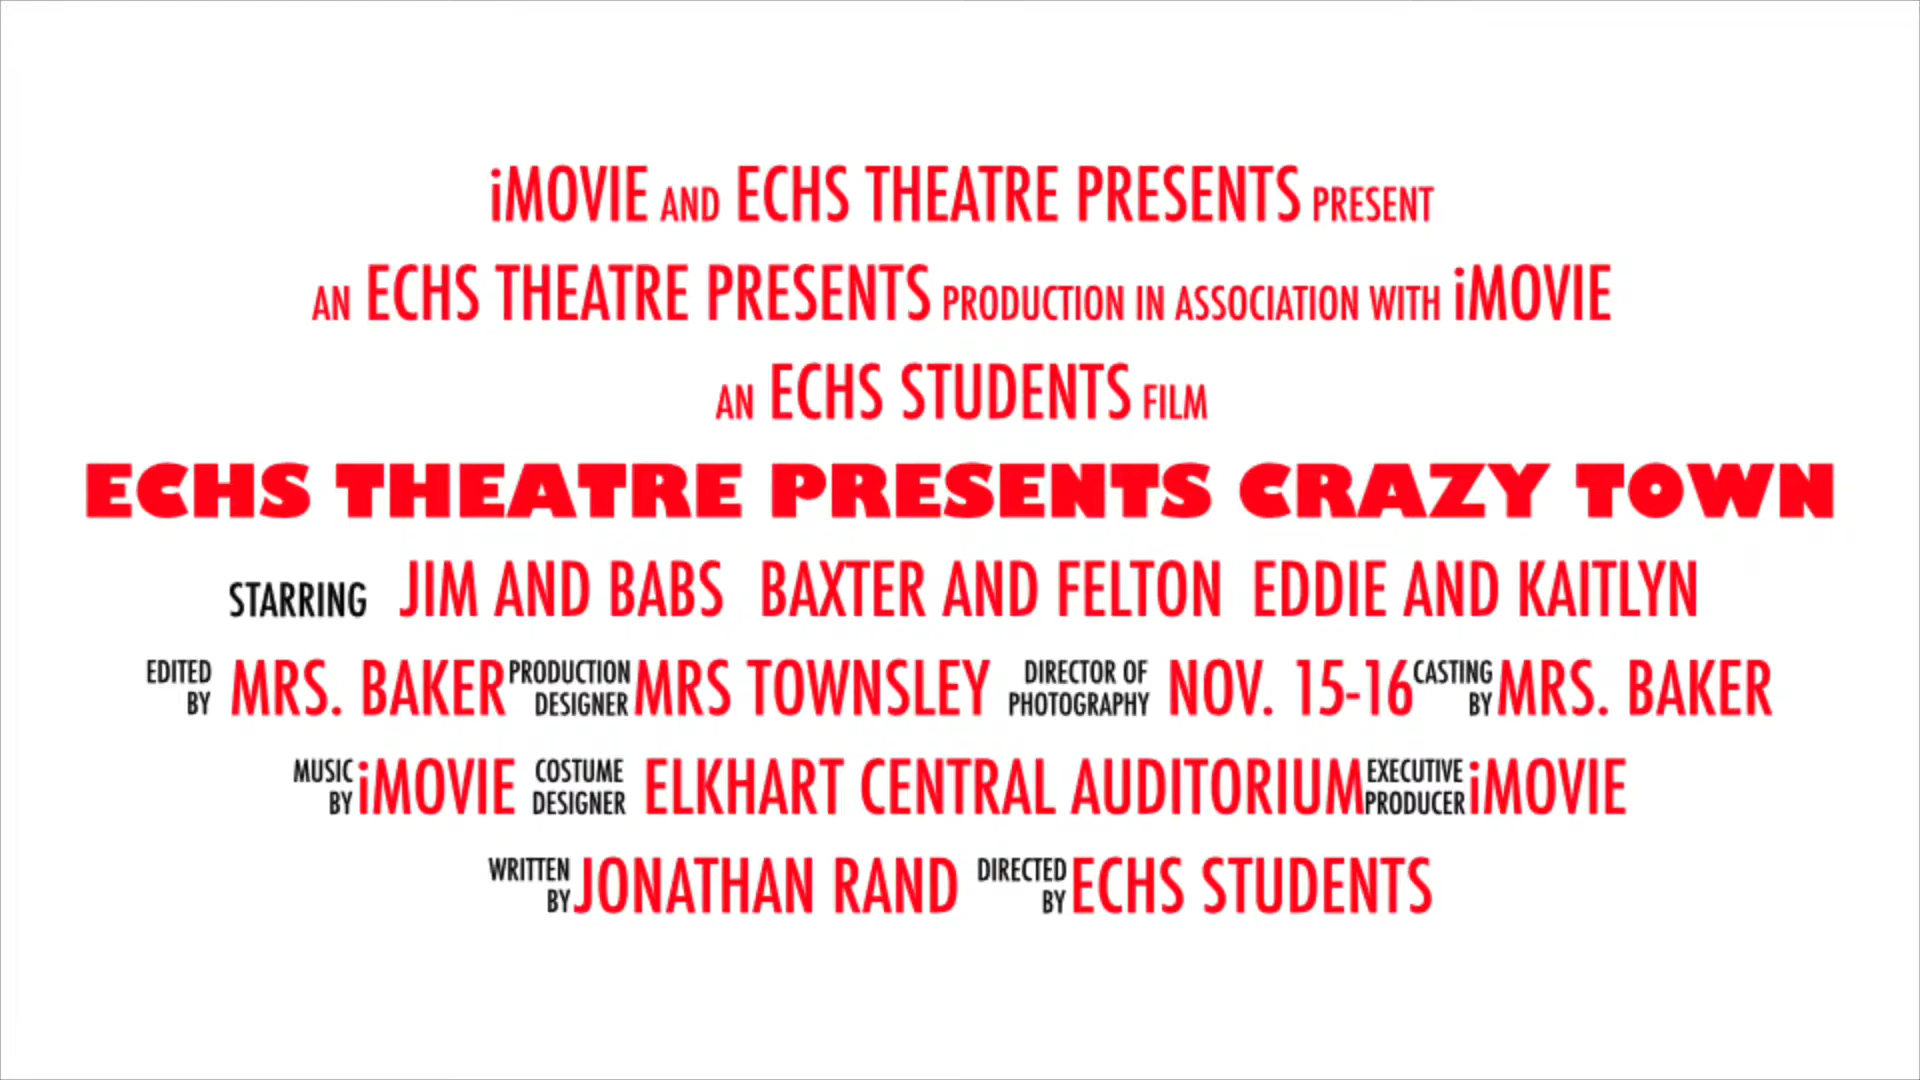 iMOVIE AND ECHS THEATRE PRESENTS PRESENT
AN ECHS THEATRE PRESENTS PRODUCTION IN ASSOCIATION WITH iMOVIE
AN ECHS STUDENTS FILM
ECHS THEATRE PRESENTS CRAZY TOWN
STARRING JIM AND BABS BAXTER AND FELTON EDDIE AND KAITLYN
EDITED BY MRS. BAKER PRODUCTION DESIGNER MRS TOWNSLEY DIRECTOR OF PHOTOGRAPHY NOV. 15-16 CASTING BY MRS. BAKER
MUSIC BY iMOVIE COSTUME DESIGNER ELKHART CENTRAL AUDITORIUM EXECUTIVE PRODUCER iMOVIE
WRITTEN BY JONATHAN RAND DIRECTED BY ECHS STUDENTS